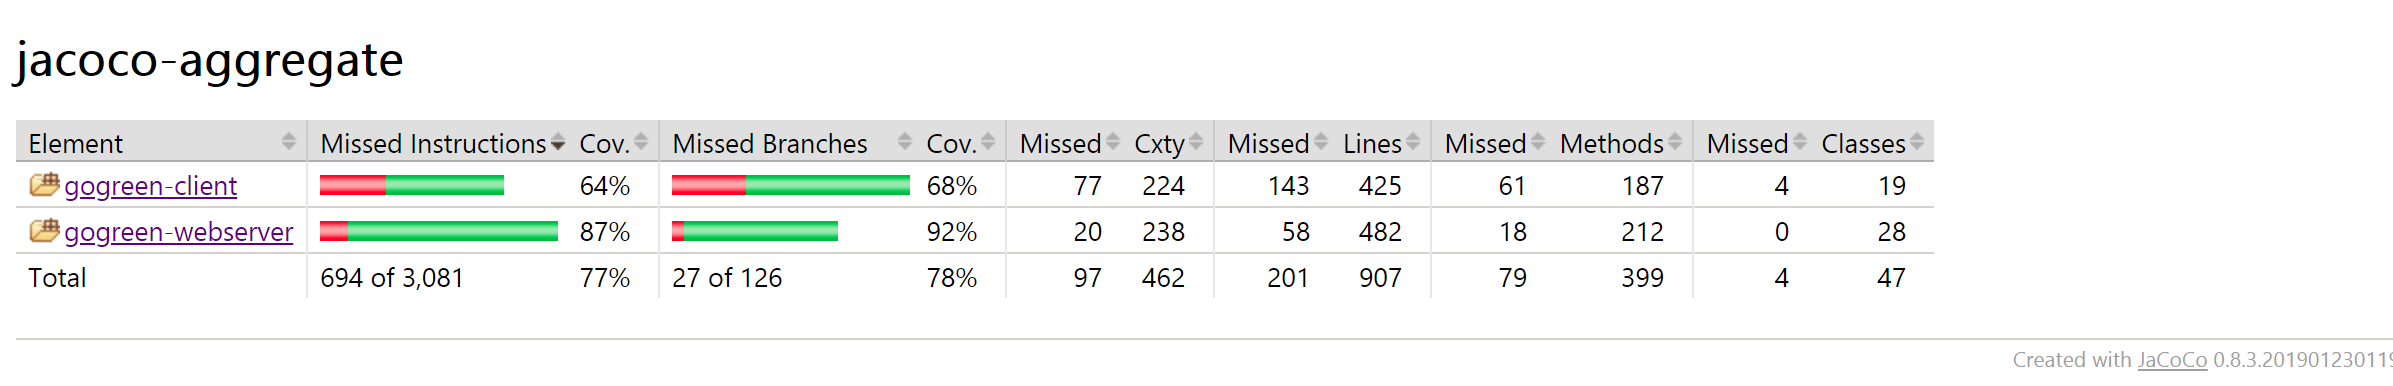 jacoco-aggregate
Element Missed Instructions Cov. Missed Branches Cov. Missed Cxty Missed Lines Missed Methods Missed Classes
gogreen-client 64% 68% 77 224 143 425 61 187 4 19
gogreen-webserver 87% 92% 20 238 58 482 18 212 0 28
Total 694 of 3,081 77% 27 of 126 78% 97 462 201 907 79 399 4 47
Created with JaCoCo 0.8.3.201901230119